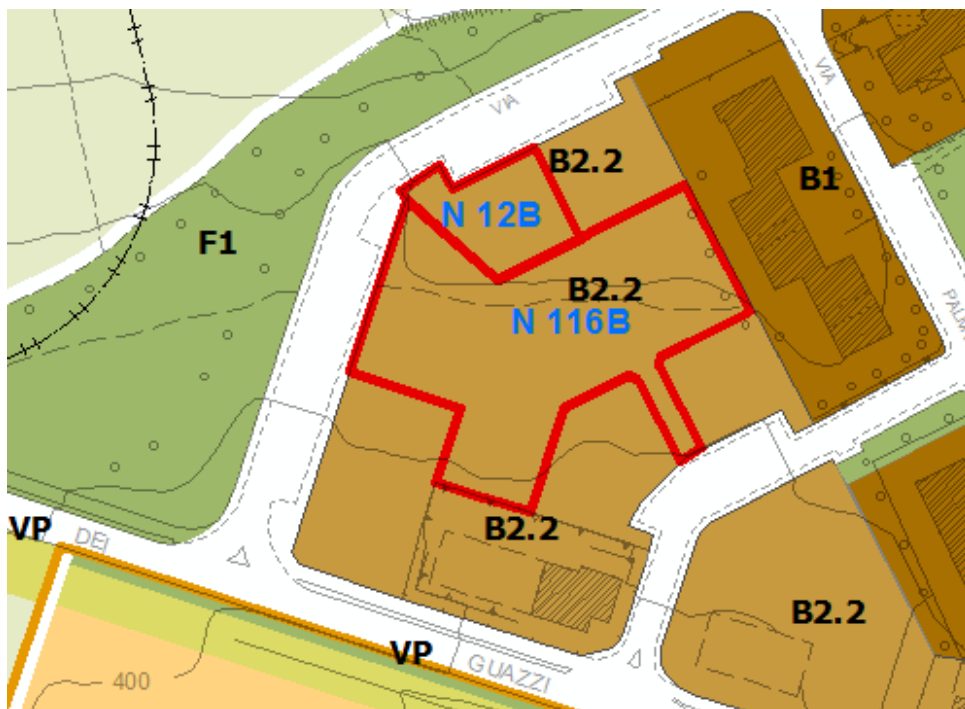 VIA
VIA
B2.2
B1
N 12B
F1
B2.2
N 116B
PALM
VP
DEI
B2.2
B2.2
VP
GUAZZI
400